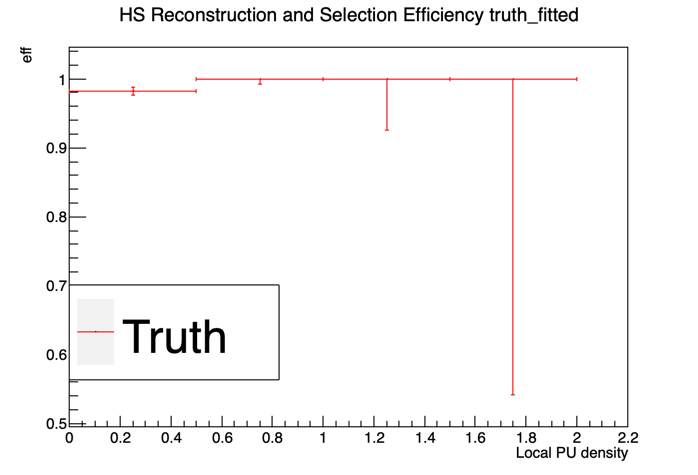 HS Reconstruction and Selection Efficiency truth_fitted
eff
1
0.9
0.8
0.7
0.6
0.5
Truth
0 0.2 0.4 0.6 0.8 1 1.2 1.4 1.6 1.8 2 2.2
Local PU density